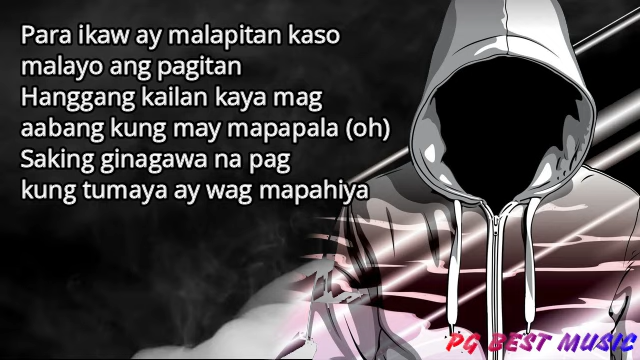 Para ikaw ay malapitan kaso
malayo ang pagitan
Hanggang kailan kaya mag
aabang kung may mapapala (oh)
Saking ginagawa na pag
kung tumaya ay wag mapahiya
PG BEST MUSIC